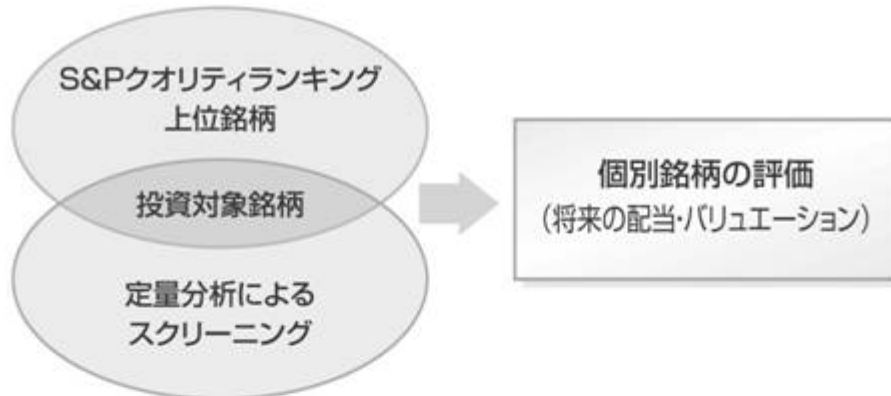 S&Pクオリティランキング
上位銘柄
投資対象銘柄
定量分析による
スクリーニング
個別銘柄の評価
（将来の配当・バリュエーション）